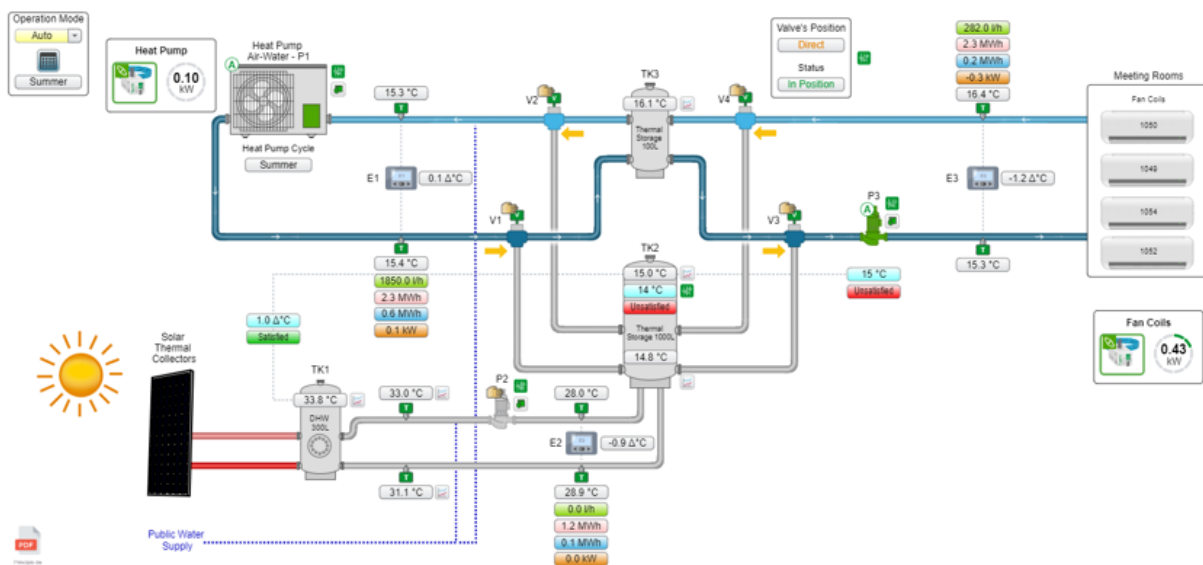 Operation Mode
Auto
Summer
Heat Pump
0.10
kW
Heat Pump
Air-Water - P1
A
Heat Pump Cycle
Summer
15.3 °C
T
E1
0.1 Δ°C
T
15.4 °C
1850.0 l/h
2.3 MWh
0.6 MWh
0.1 kW
V2
V
V1
V
TK3
16.1 °C
Thermal
Storage
100L
V4
V
V3
V
Valve's Position
Direct
Status
In Position
P3
A
282.0 l/h
2.3 MWh
0.2 MWh
-0.3 kW
16.4 °C
T
E3
-1.2 Δ°C
T
15.3 °C
Meeting Rooms
Fan Coils
1050
1049
1054
1052
Fan Coils
0.43
kW
TK2
15.0 °C
14 °C
Unsatisfied
Thermal
Storage 1000L
14.8 °C
15 °C
Unsatisfied
1.0 Δ°C
Satisfied
Solar
Thermal
Collectors
TK1
33.8 °C
DHW
300L
33.0 °C
T
T
31.1 °C
P2
28.0 °C
T
E2
-0.9 Δ°C
T
28.9 °C
0.0 l/h
1.2 MWh
0.1 MWh
0.0 kW
Public Water
Supply
PDF